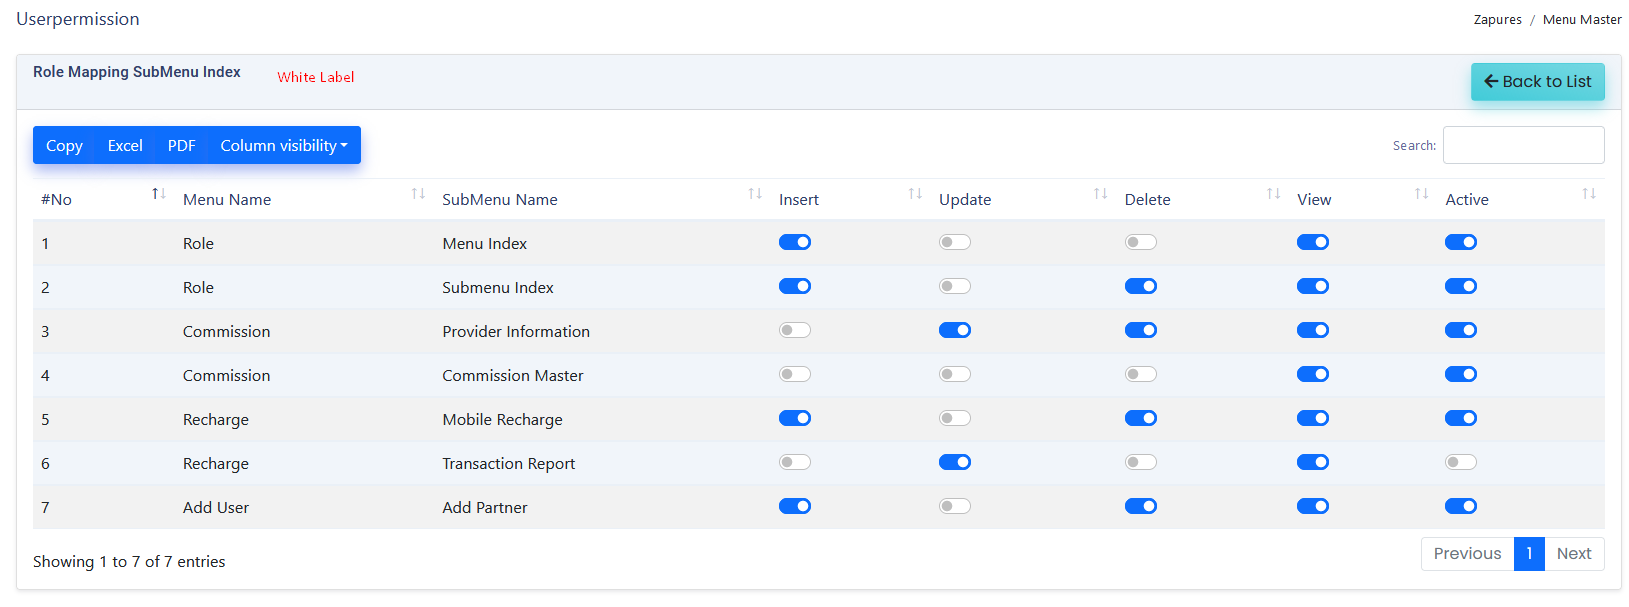 Userpermission
Zapures / Menu Master
Role Mapping SubMenu Index White Label
Back to List
Copy Excel PDF Column visibility
Search:
#No Menu Name SubMenu Name Insert Update Delete View Active
1 Role Menu Index
2 Role Submenu Index
3 Commission Provider Information
4 Commission Commission Master
5 Recharge Mobile Recharge
6 Recharge Transaction Report
7 Add User Add Partner
Showing 1 to 7 of 7 entries
Previous 1 Next